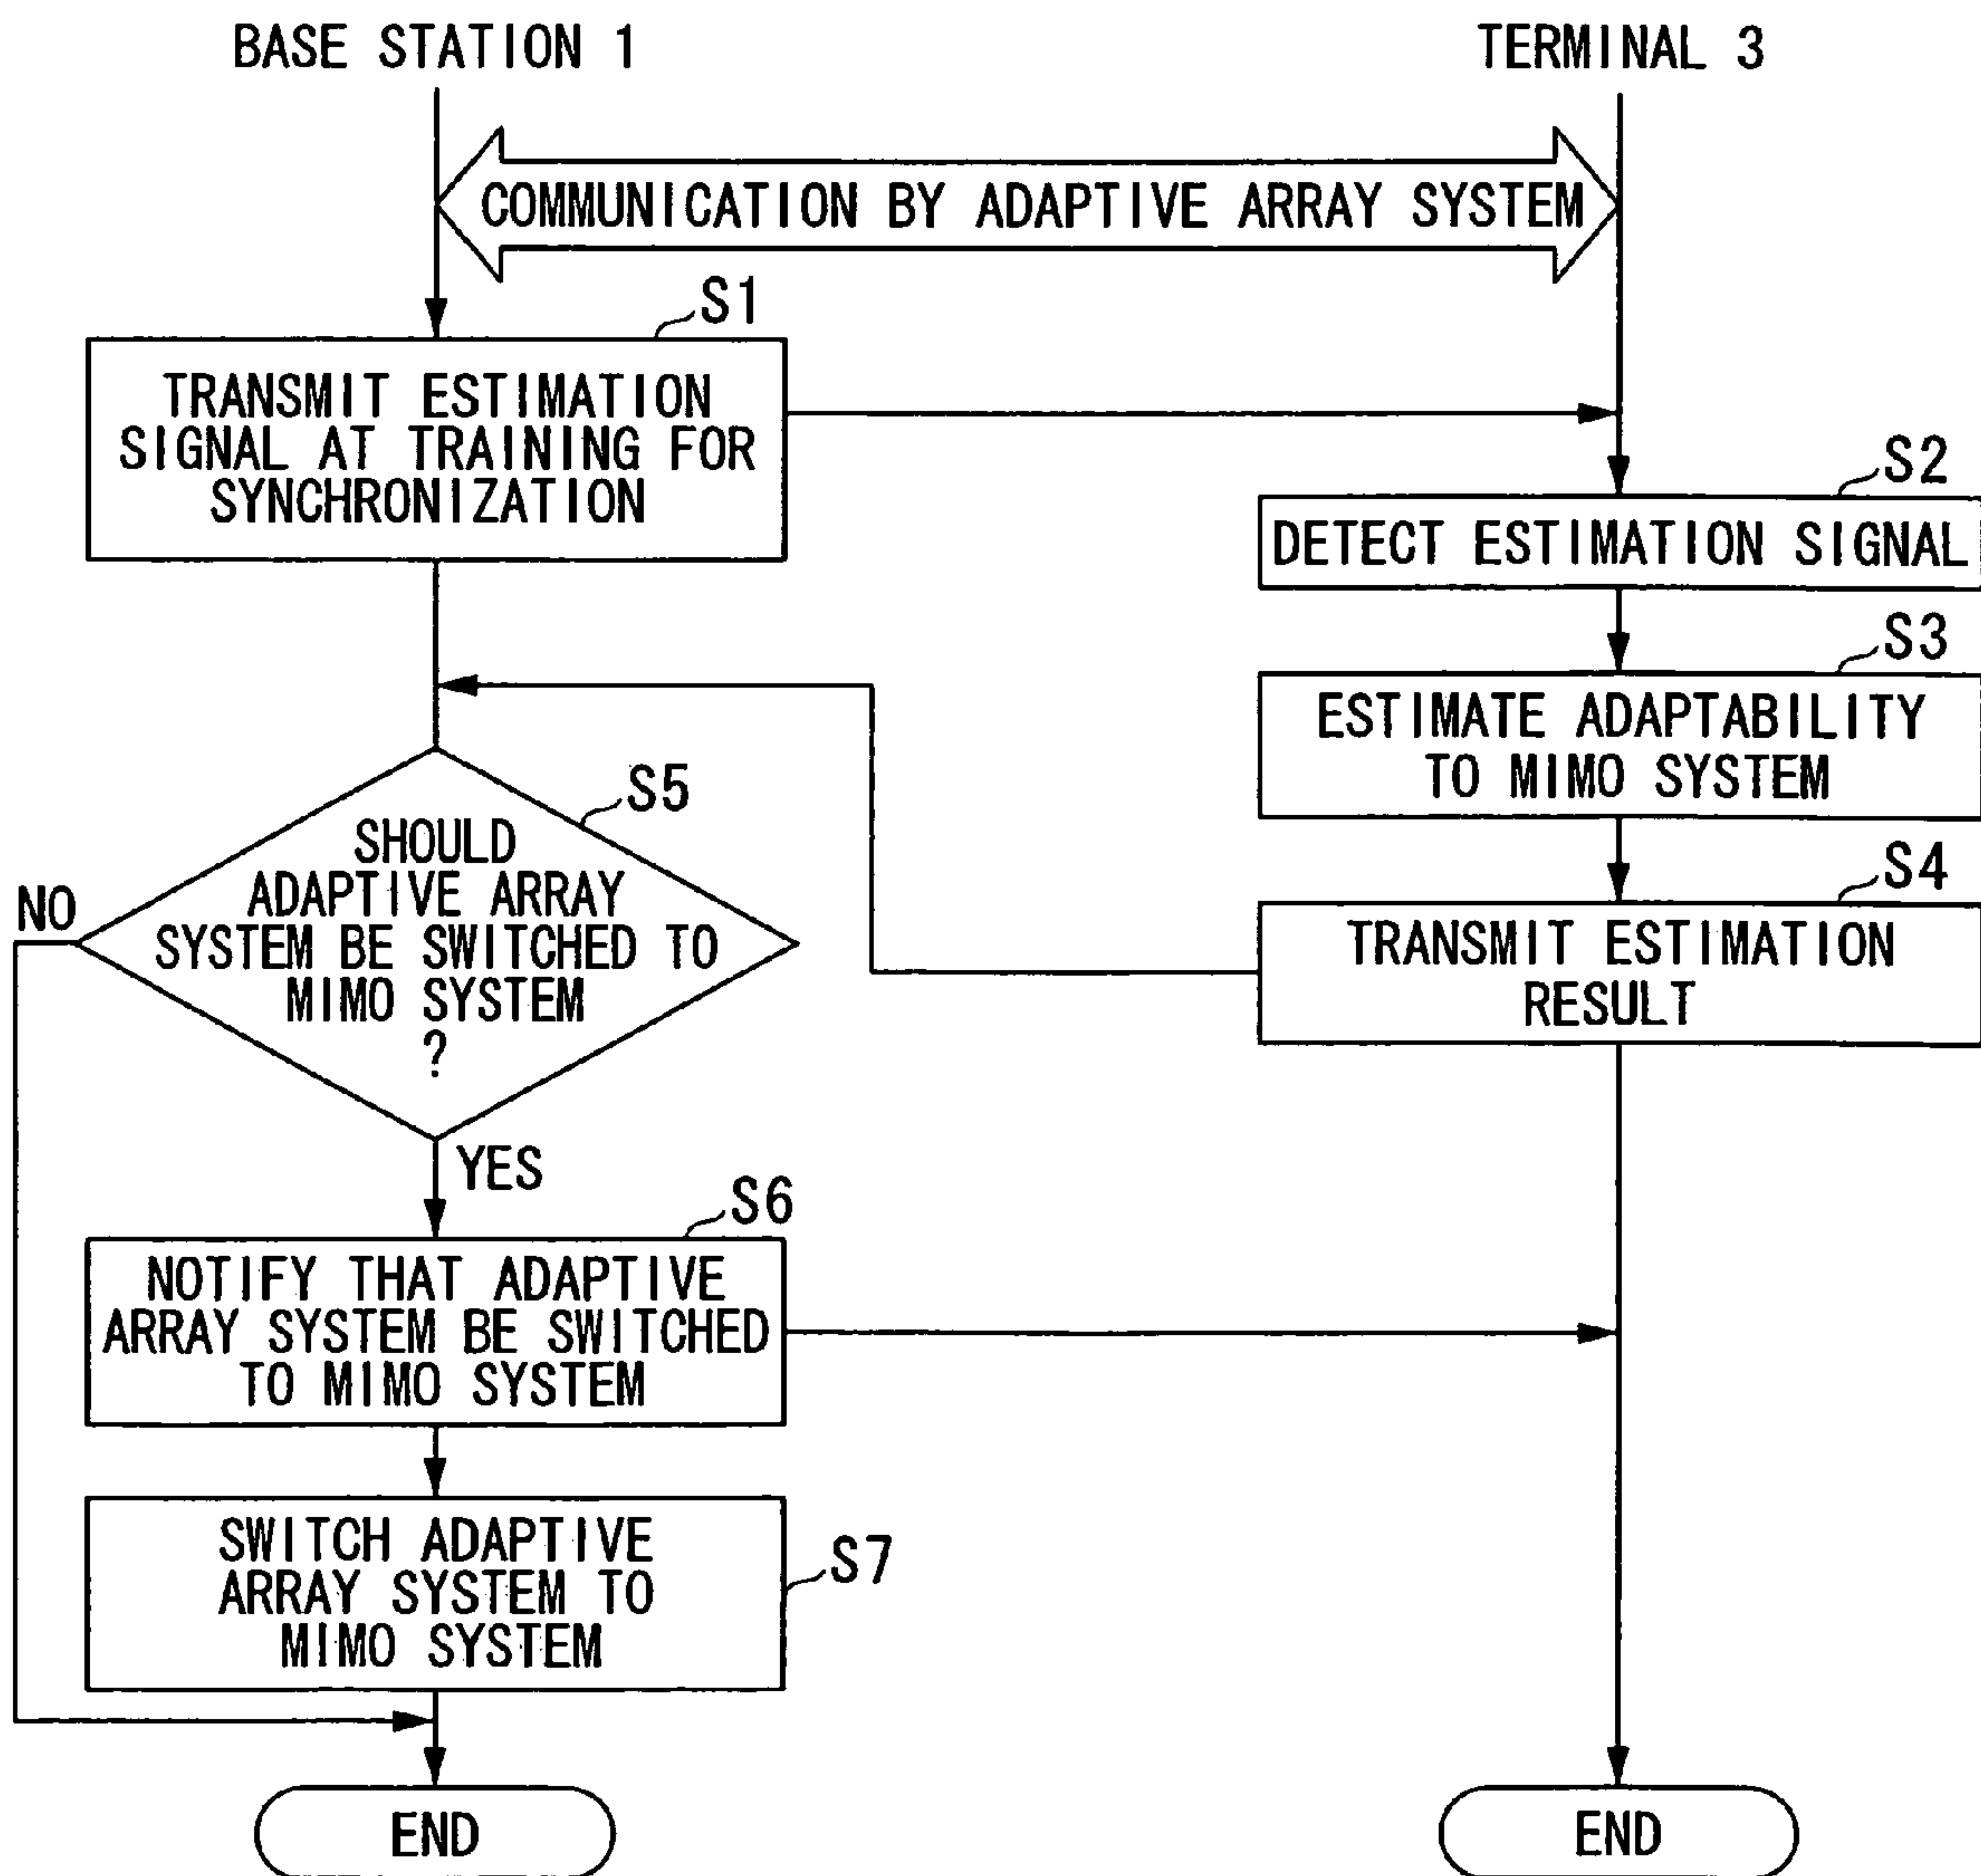 BASE STATION 1
TERMINAL 3
COMMUNICATION BY ADAPTIVE ARRAY SYSTEM
S1
TRANSMIT ESTIMATION
SIGNAL AT TRAINING FOR
SYNCHRONIZATION
S2
DETECT ESTIMATION SIGNAL
S3
ESTIMATE ADAPTABILITY
TO MIMO SYSTEM
S4
TRANSMIT ESTIMATION
RESULT
S5
SHOULD
ADAPTIVE ARRAY
SYSTEM BE SWITCHED TO
MIMO SYSTEM
?
NO
YES
S6
NOTIFY THAT ADAPTIVE
ARRAY SYSTEM BE SWITCHED
TO MIMO SYSTEM
S7
SWITCH ADAPTIVE
ARRAY SYSTEM TO
MIMO SYSTEM
END
END